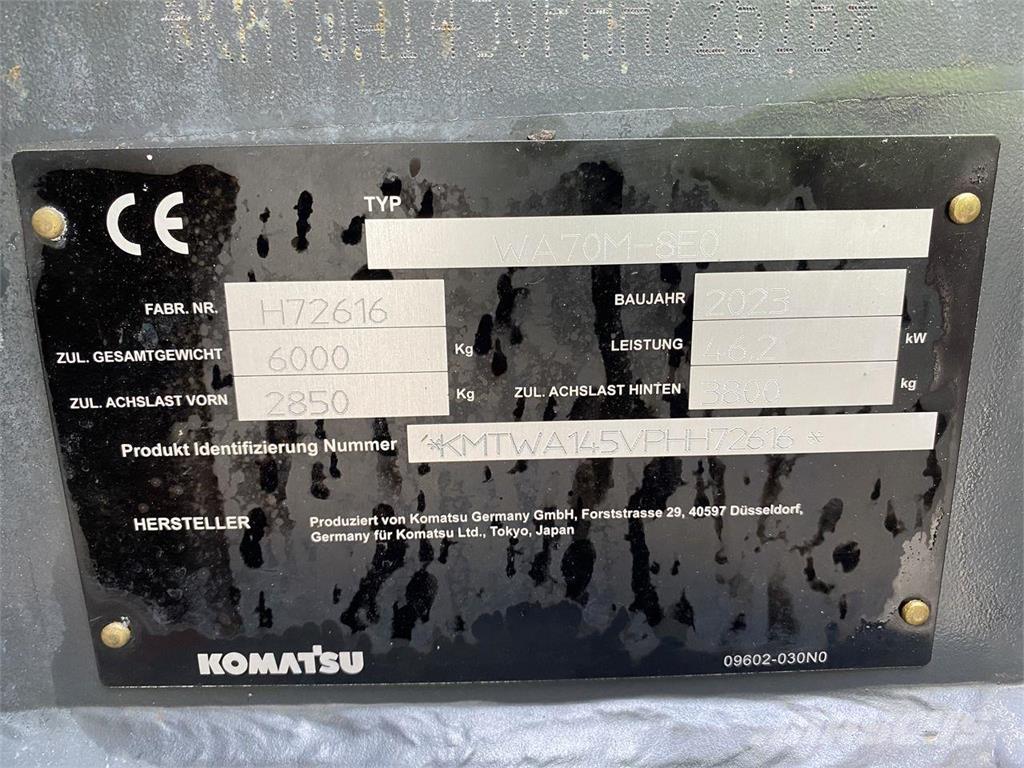 *KMTWA145VPHH72616*
CE
TYP WA70M-8E0
FABR. NR. H72616 BAUJAHR 2023
ZUL. GESAMTGEWICHT 6000 Kg LEISTUNG 46.2 kW
ZUL. ACHSLAST VORN 2850 Kg ZUL. ACHSLAST HINTEN 3800 kg
Produkt Identifizierung Nummer *KMTWA145VPHH72616*
HERSTELLER Produziert von Komatsu Germany GmbH, Forststrasse 29, 40597 Düsseldorf,
Germany für Komatsu Ltd., Tokyo, Japan
KOMATSU 09602-030N0